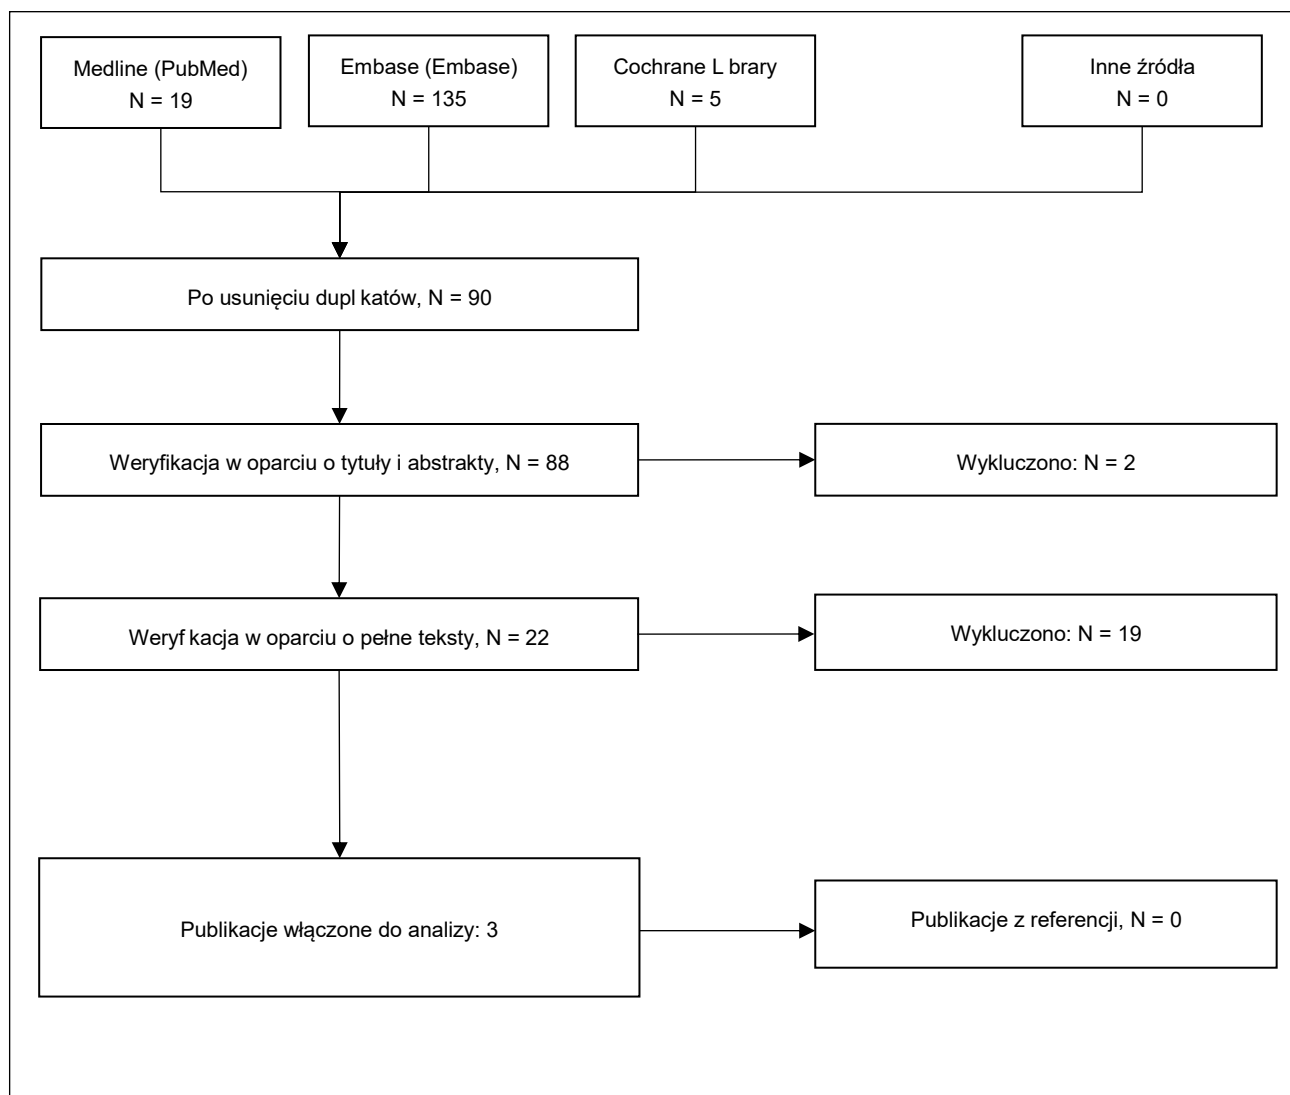 Medline (PubMed)
N = 19
Embase (Embase)
N = 135
Cochrane L brary
N = 5
Inne źródła
N = 0
Po usunięciu dupl katów, N = 90
Weryfikacja w oparciu o tytuły i abstrakty, N = 88
Wykluczono: N = 2
Weryf kacja w oparciu o pełne teksty, N = 22
Wykluczono: N = 19
Publikacje włączone do analizy: 3
Publikacje z referencji, N = 0